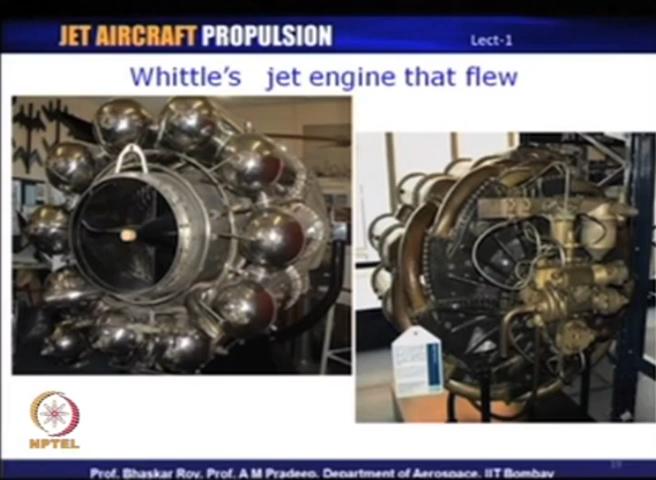 JET AIRCRAFT PROPULSION
Lect-1
Whittle's jet engine that flew
NPTEL
Prof. Bhaskar Roy, Prof. A M Pradeep, Department of Aerospace, IIT Bombay